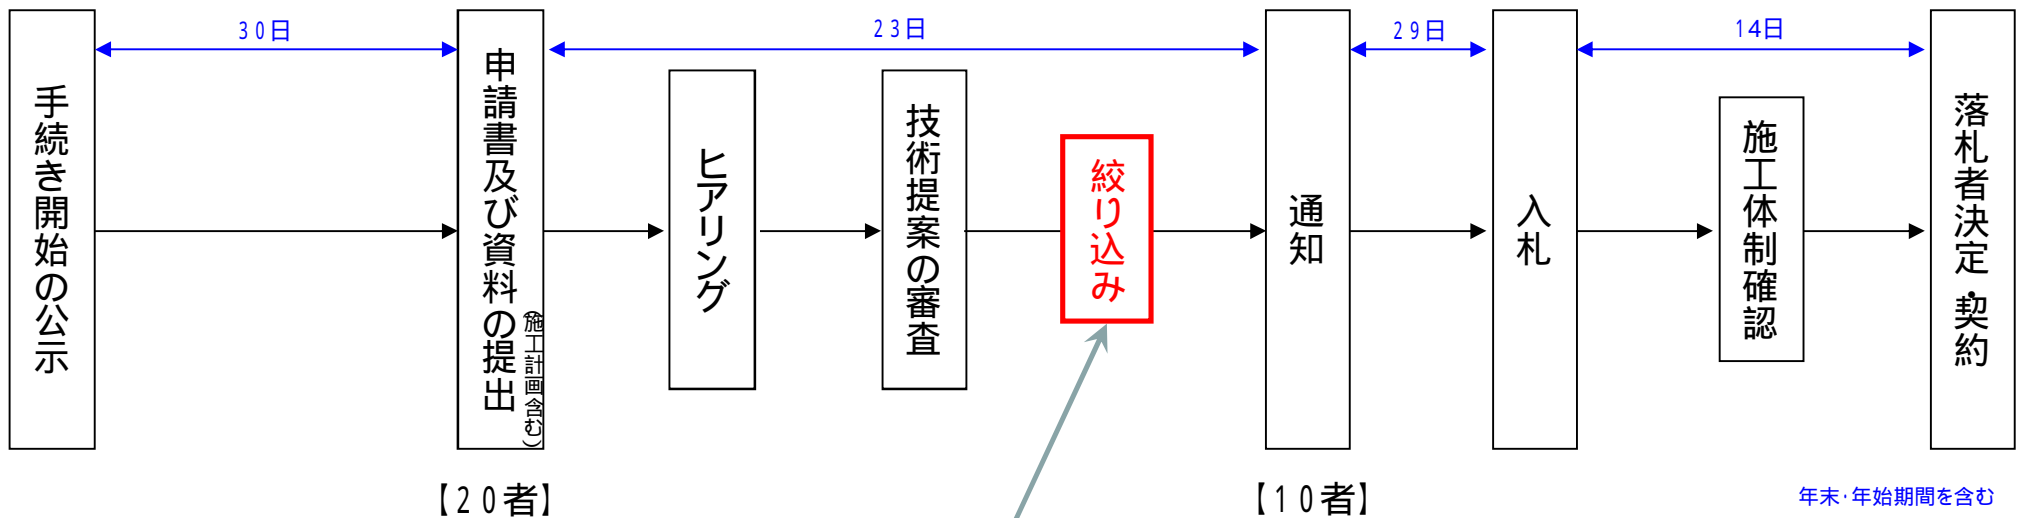 30日
23日
29日
14日
手続き開始の公示
申請書及び資料の提出
（施工計画含む）
ヒアリング
技術提案の審査
絞り込み
通知
入札
施工体制確認
落札者決定・契約
【20者】
【10者】
年末・年始期間を含む